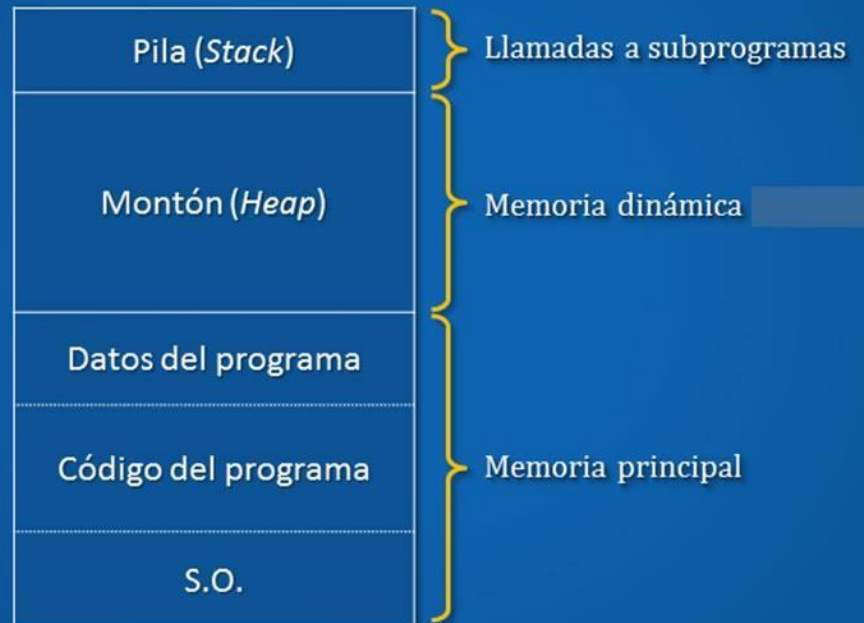 Pila (Stack)
Llamadas a subprogramas
Montón (Heap)
Memoria dinámica
Datos del programa
Código del programa
Memoria principal
S.O.